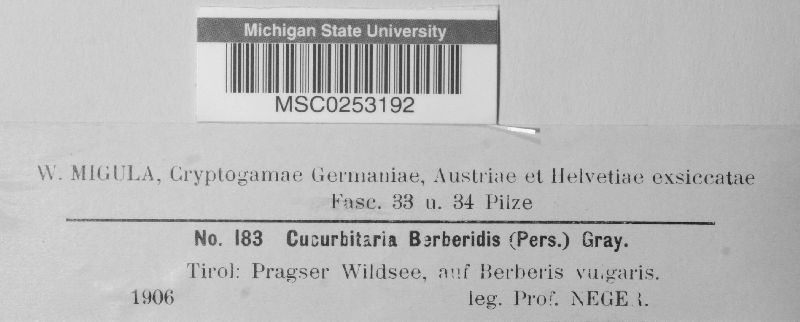 Michigan State University
MSC0253192
W. MIGULA, Cryptogamae Germaniae, Austriae et Helvetiae exsiccatae
Fasc. 33 u. 34 Pilze
No. 183 Cucurbitaria Berberidis (Pers.) Gray.
Tirol: Pragser Wildsee, auf Berberis vulgaris.
1906 leg. Prof. NEGER.